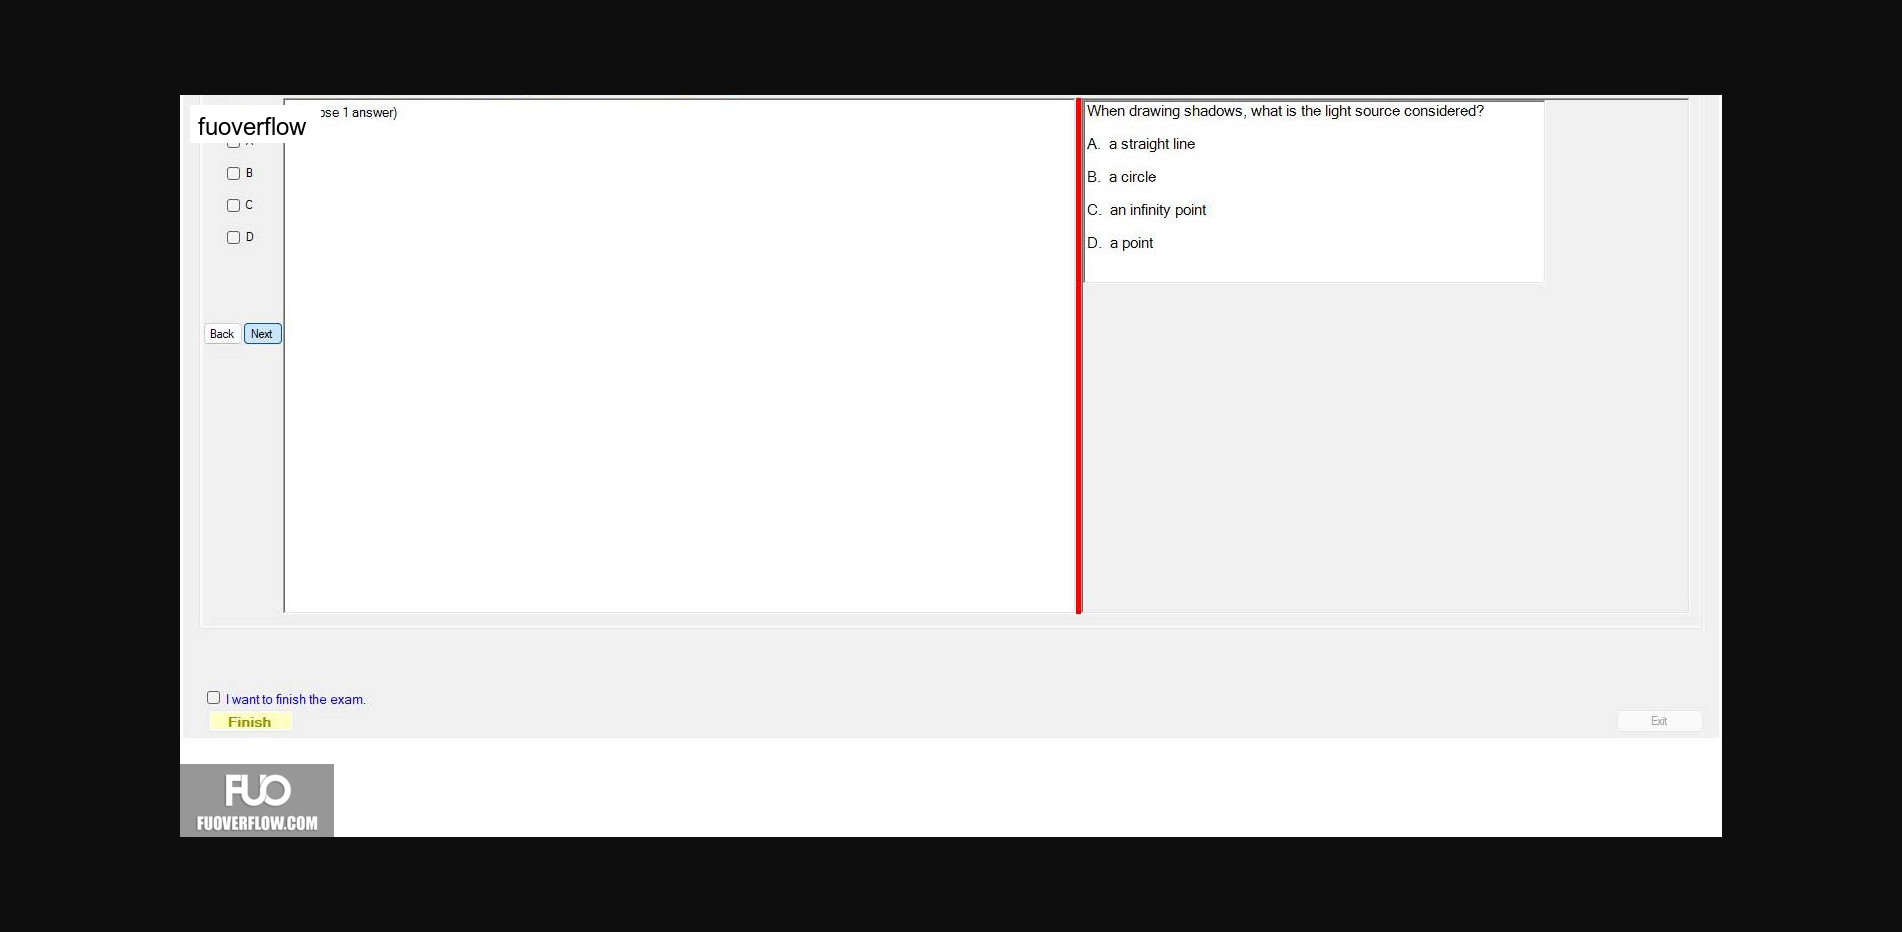 fuoverflow
ose 1 answer)
B
C
D
Back
Next
When drawing shadows, what is the light source considered?
A. a straight line
B. a circle
C. an infinity point
D. a point
I want to finish the exam.
Finish
Exit
FUO
FUOVERFLOW.COM